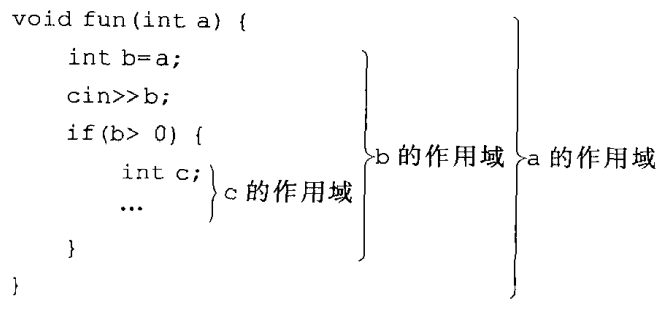 void fun(int a) {
int b=a;
cin>>b;
if(b> 0) {
int c;
…
}
}
c 的作用域
b 的作用域
a 的作用域